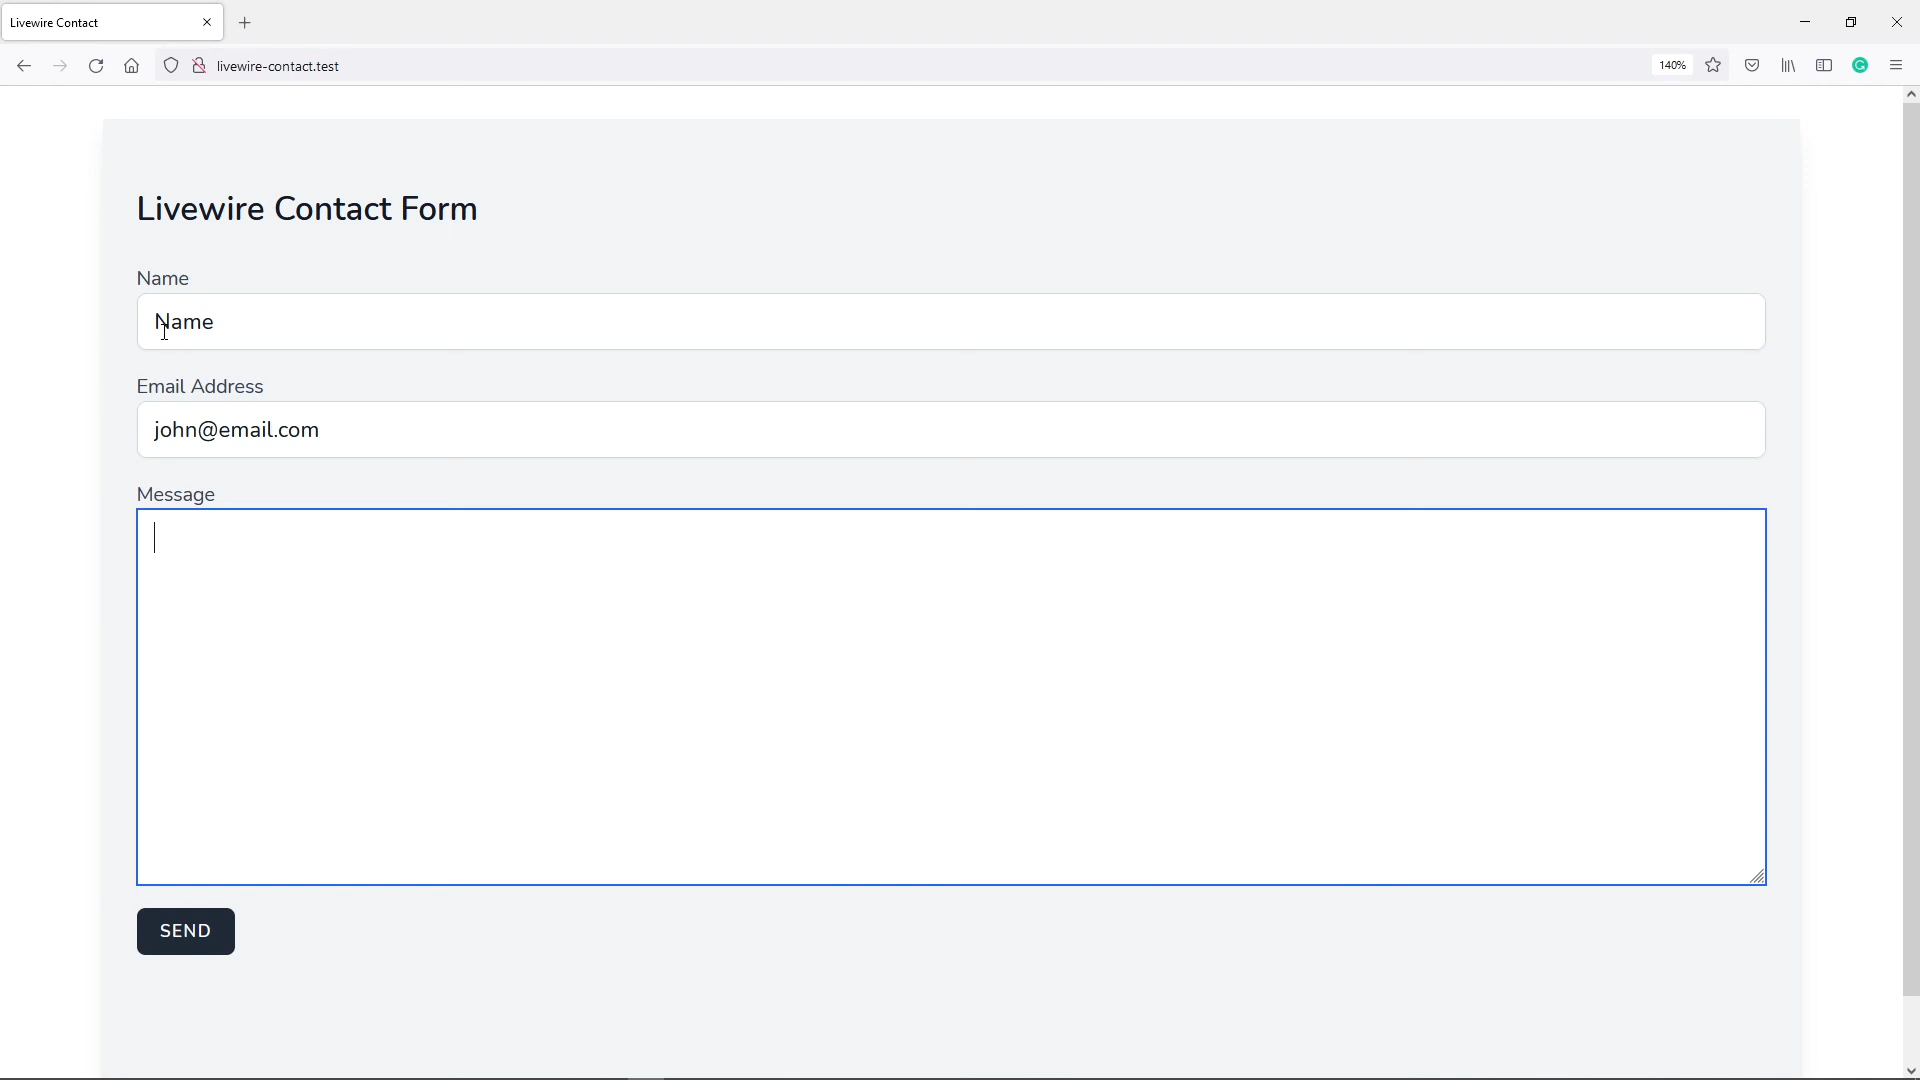 Livewire Contact
livewire-contact.test
140%
Livewire Contact Form
Name
Name
Email Address
john@email.com
Message
SEND